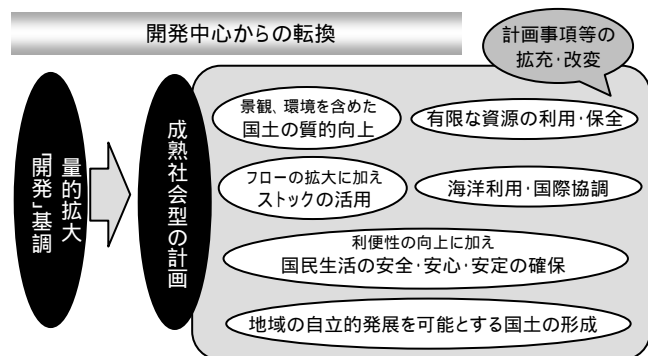 開発中心からの転換
計画事項等の
拡充･改変
量的拡大
「開発」基調
成熟社会型の計画
景観、環境を含めた
国土の質的向上
有限な資源の利用･保全
フローの拡大に加え
ストックの活用
海洋利用･国際協調
利便性の向上に加え
国民生活の安全･安心･安定の確保
地域の自立的発展を可能とする国土の形成